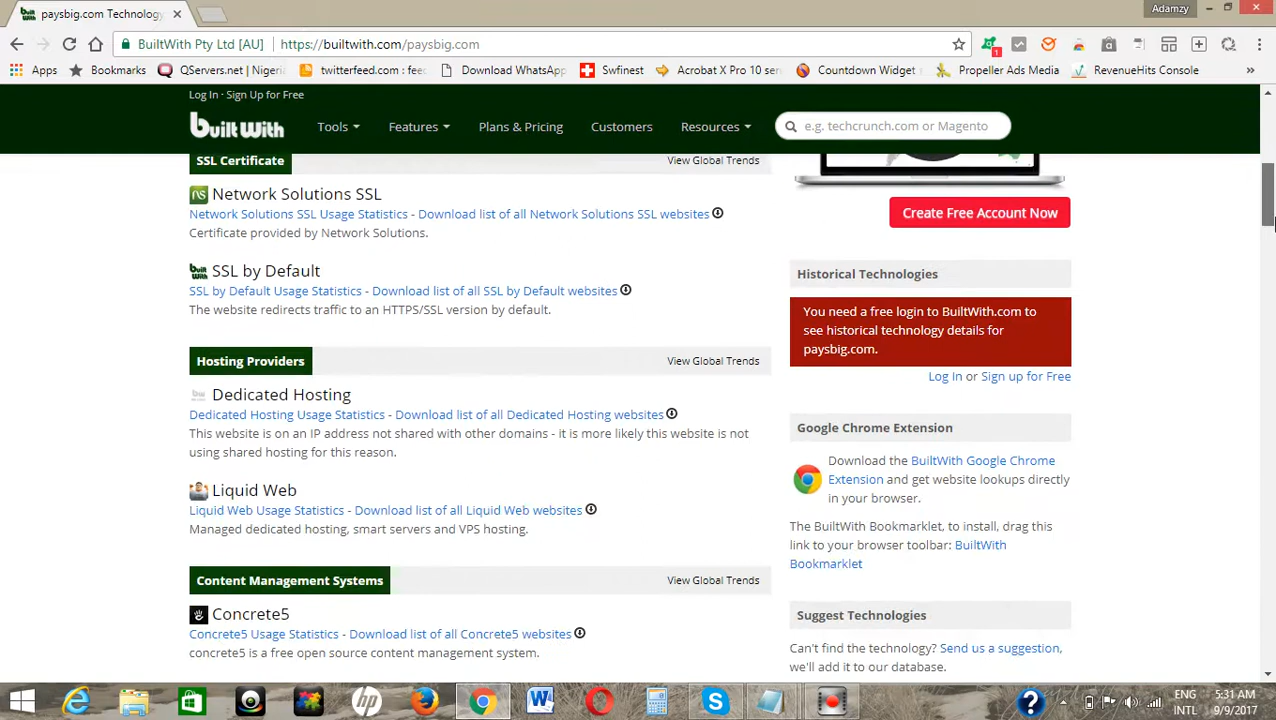 paysbig.com Technology
Adamzy
BuiltWith Pty Ltd [AU]
https://builtwith.com/paysbig.com
1
Apps
Bookmarks
QServers.net | Nigeri
twitterfeed.com : fee
Download WhatsApp
Swfinest
Acrobat X Pro 10 ser
Countdown Widget
Propeller Ads Media
RevenueHits Console
»
Log In · Sign Up for Free
built with
Tools
Features
Plans & Pricing
Customers
Resources
e.g. techcrunch.com or Magento
SSL Certificate
View Global Trends
Network Solutions SSL
Network Solutions SSL Usage Statistics - Download list of all Network Solutions SSL websites
Certificate provided by Network Solutions.
SSL by Default
SSL by Default Usage Statistics - Download list of all SSL by Default websites
The website redirects traffic to an HTTPS/SSL version by default.
Hosting Providers
View Global Trends
Dedicated Hosting
Dedicated Hosting Usage Statistics - Download list of all Dedicated Hosting websites
This website is on an IP address not shared with other domains - it is more likely this website is not
using shared hosting for this reason.
Liquid Web
Liquid Web Usage Statistics - Download list of all Liquid Web websites
Managed dedicated hosting, smart servers and VPS hosting.
Content Management Systems
View Global Trends
Concrete5
Concrete5 Usage Statistics - Download list of all Concrete5 websites
concrete5 is a free open source content management system.
Create Free Account Now
Historical Technologies
You need a free login to BuiltWith.com to
see historical technology details for
paysbig.com.
Log In or Sign up for Free
Google Chrome Extension
Download the BuiltWith Google Chrome
Extension and get website lookups directly
in your browser.
The BuiltWith Bookmarklet, to install, drag this
link to your browser toolbar: BuiltWith
Bookmarklet
Suggest Technologies
Can't find the technology? Send us a suggestion,
we'll add it to our database.
ENG
INTL
5:31 AM
9/9/2017